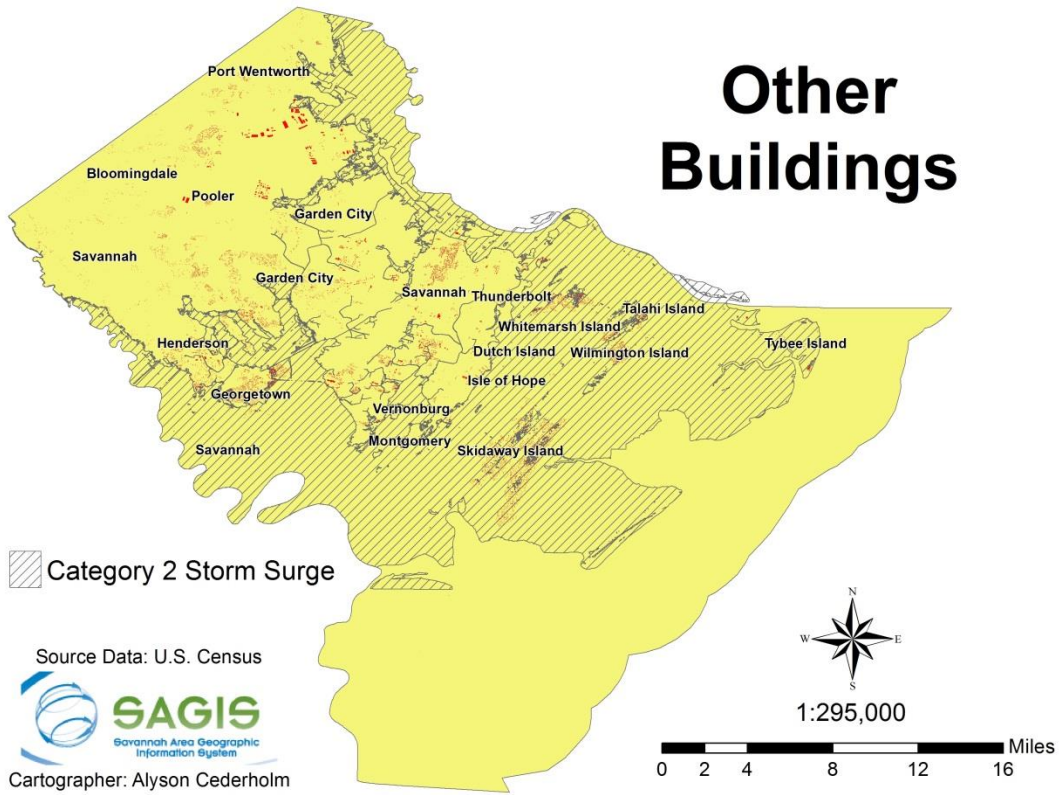 Other
Buildings
Port Wentworth
Bloomingdale
Pooler
Garden City
Savannah
Garden City
Savannah
Thunderbolt
Talahi Island
Whitemarsh Island
Henderson
Dutch Island
Wilmington Island
Tybee Island
Isle of Hope
Georgetown
Vernonburg
Montgomery
Savannah
Skidaway Island
Category 2 Storm Surge
Source Data: U.S. Census
SAGIS
Savannah Area Geographic
Information System
Cartographer: Alyson Cederholm
N
W E
S
1:295,000
Miles
0 2 4 8 12 16